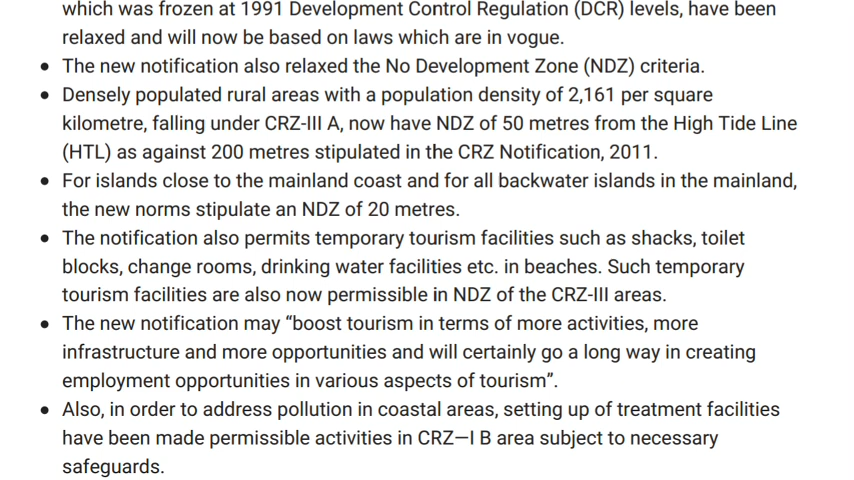 which was frozen at 1991 Development Control Regulation (DCR) levels, have been
relaxed and will now be based on laws which are in vogue.
• The new notification also relaxed the No Development Zone (NDZ) criteria.
• Densely populated rural areas with a population density of 2,161 per square
kilometre, falling under CRZ-III A, now have NDZ of 50 metres from the High Tide Line
(HTL) as against 200 metres stipulated in the CRZ Notification, 2011.
• For islands close to the mainland coast and for all backwater islands in the mainland,
the new norms stipulate an NDZ of 20 metres.
• The notification also permits temporary tourism facilities such as shacks, toilet
blocks, change rooms, drinking water facilities etc. in beaches. Such temporary
tourism facilities are also now permissible in NDZ of the CRZ-III areas.
• The new notification may “boost tourism in terms of more activities, more
infrastructure and more opportunities and will certainly go a long way in creating
employment opportunities in various aspects of tourism”.
• Also, in order to address pollution in coastal areas, setting up of treatment facilities
have been made permissible activities in CRZ–I B area subject to necessary
safeguards.